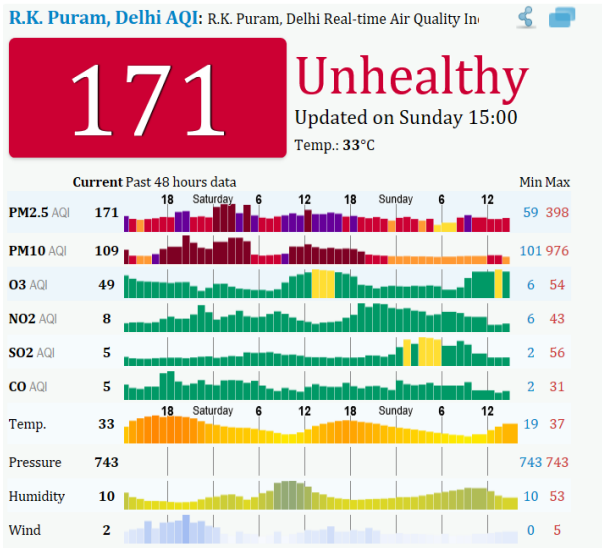 R.K. Puram, Delhi AQI: R.K. Puram, Delhi Real-time Air Quality In
171
Unhealthy
Updated on Sunday 15:00
Temp.: 33°C
Current Past 48 hours data Min Max
18 Saturday 6 12 18 Sunday 6 12
PM2.5 AQI 171 59 398
PM10 AQI 109 101 976
O3 AQI 49 6 54
NO2 AQI 8 6 43
SO2 AQI 5 2 56
CO AQI 5 2 31
18 Saturday 6 12 18 Sunday 6 12
Temp. 33 19 37
Pressure 743 743 743
Humidity 10 10 53
Wind 2 0 5